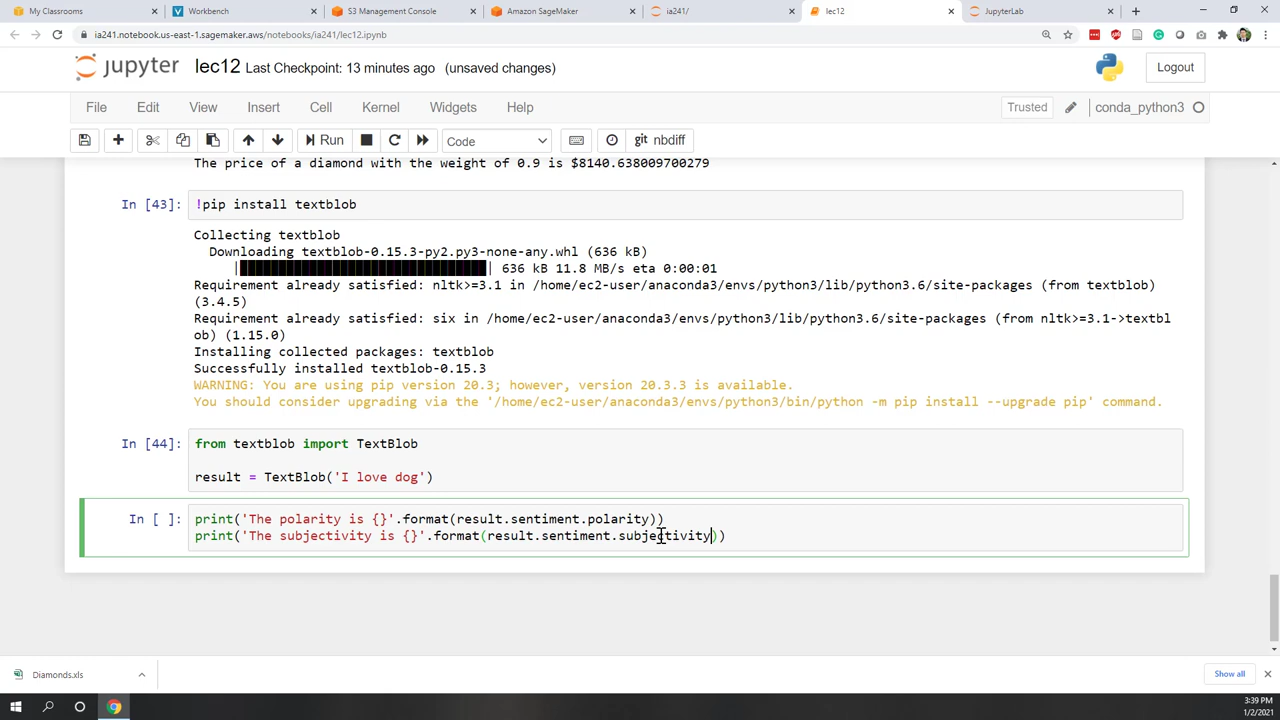 My Classrooms
Workbench
S3 Management Console
Amazon SageMaker
ia241/
lec12
JupyterLab
ia241.notebook.us-east-1.sagemaker.aws/notebooks/ia241/lec12.ipynb
jupyter lec12 Last Checkpoint: 13 minutes ago (unsaved changes)
Logout
File Edit View Insert Cell Kernel Widgets Help
Trusted
conda_python3
Run
Code
nbdiff
git
The price of a diamond with the weight of 0.9 is $8140.638009700279
In [43]: !pip install textblob
Collecting textblob
Downloading textblob-0.15.3-py2.py3-none-any.whl (636 kB)
|████████████████████████████████| 636 kB 11.8 MB/s eta 0:00:01
Requirement already satisfied: nltk>=3.1 in /home/ec2-user/anaconda3/envs/python3/lib/python3.6/site-packages (from textblob)
(3.4.5)
Requirement already satisfied: six in /home/ec2-user/anaconda3/envs/python3/lib/python3.6/site-packages (from nltk>=3.1->textbl
ob) (1.15.0)
Installing collected packages: textblob
Successfully installed textblob-0.15.3
WARNING: You are using pip version 20.3; however, version 20.3.3 is available.
You should consider upgrading via the '/home/ec2-user/anaconda3/envs/python3/bin/python -m pip install --upgrade pip' command.
In [44]: from textblob import TextBlob
result = TextBlob('I love dog')
In [ ]: print('The polarity is {}'.format(result.sentiment.polarity))
print('The subjectivity is {}'.format(result.sentiment.subjectivity))
Diamonds.xls
Show all
3:39 PM
1/2/2021